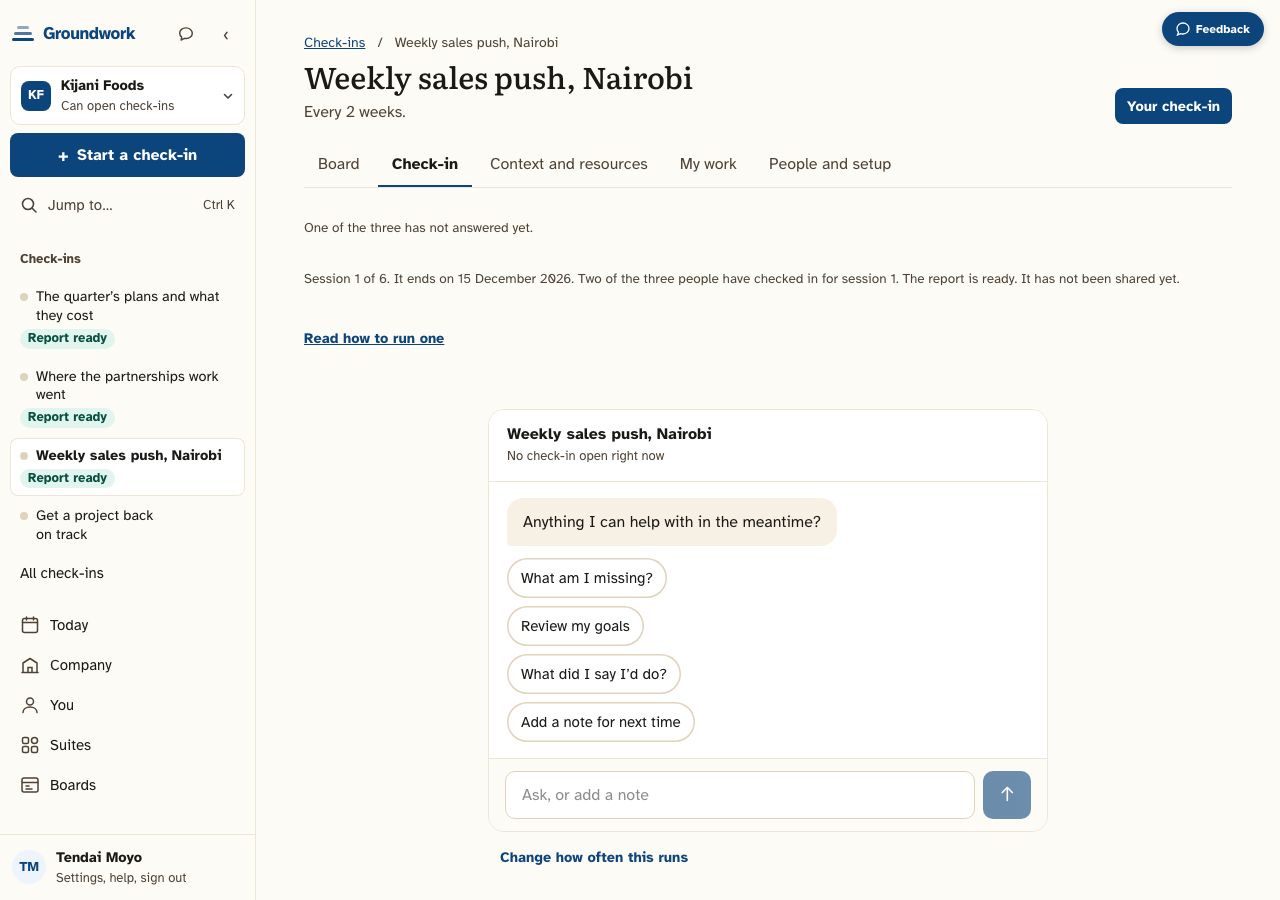 Groundwork
KF
Kijani Foods
Can open check-ins
+ Start a check-in
Jump to...
Ctrl K
Check-ins
The quarter's plans and what
they cost
Report ready
Where the partnerships work
went
Report ready
Weekly sales push, Nairobi
Report ready
Get a project back
on track
All check-ins
Today
Company
You
Suites
Boards
TM
Tendai Moyo
Settings, help, sign out
Feedback
Check-ins / Weekly sales push, Nairobi
Weekly sales push, Nairobi
Every 2 weeks.
Your check-in
Board
Check-in
Context and resources
My work
People and setup
One of the three has not answered yet.
Session 1 of 6. It ends on 15 December 2026. Two of the three people have checked in for session 1. The report is ready. It has not been shared yet.
Read how to run one
Weekly sales push, Nairobi
No check-in open right now
Anything I can help with in the meantime?
What am I missing?
Review my goals
What did I say I'd do?
Add a note for next time
Ask, or add a note
Change how often this runs